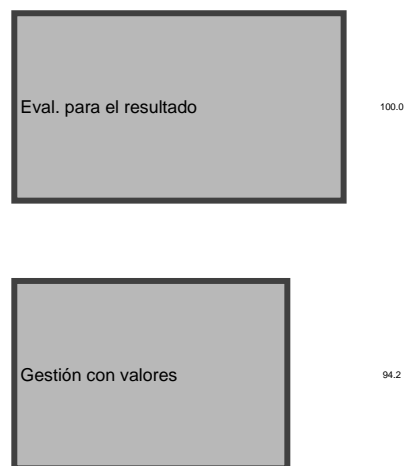 Eval. para el resultado
100.0
Gestión con valores
94.2